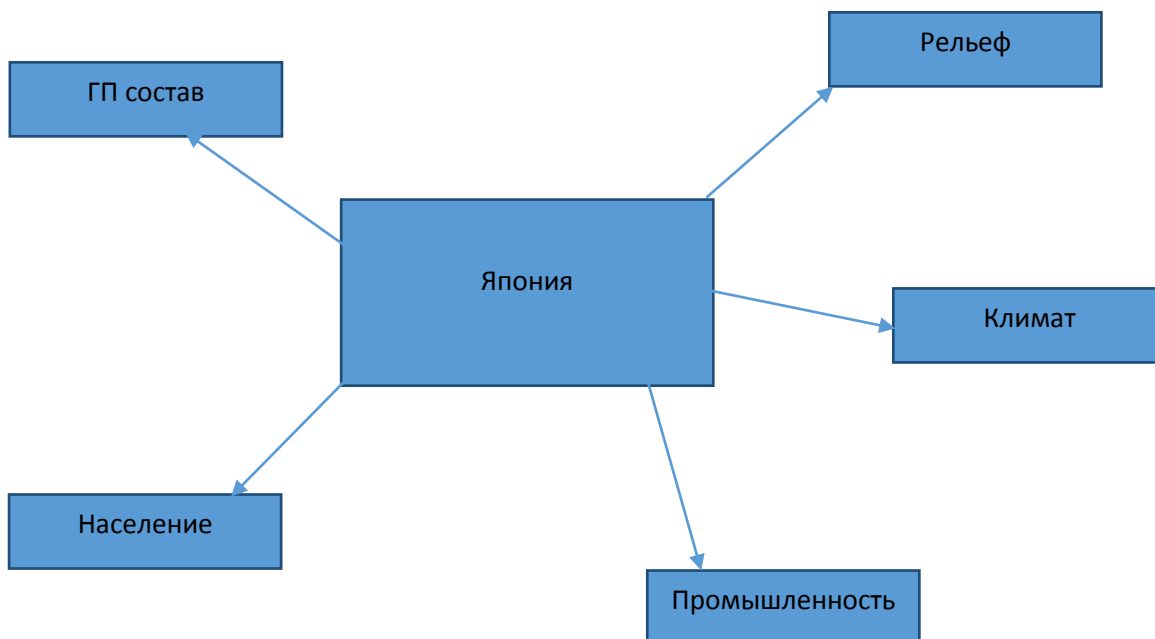 Рельеф
ГП состав
Япония
Климат
Население
Промышленность